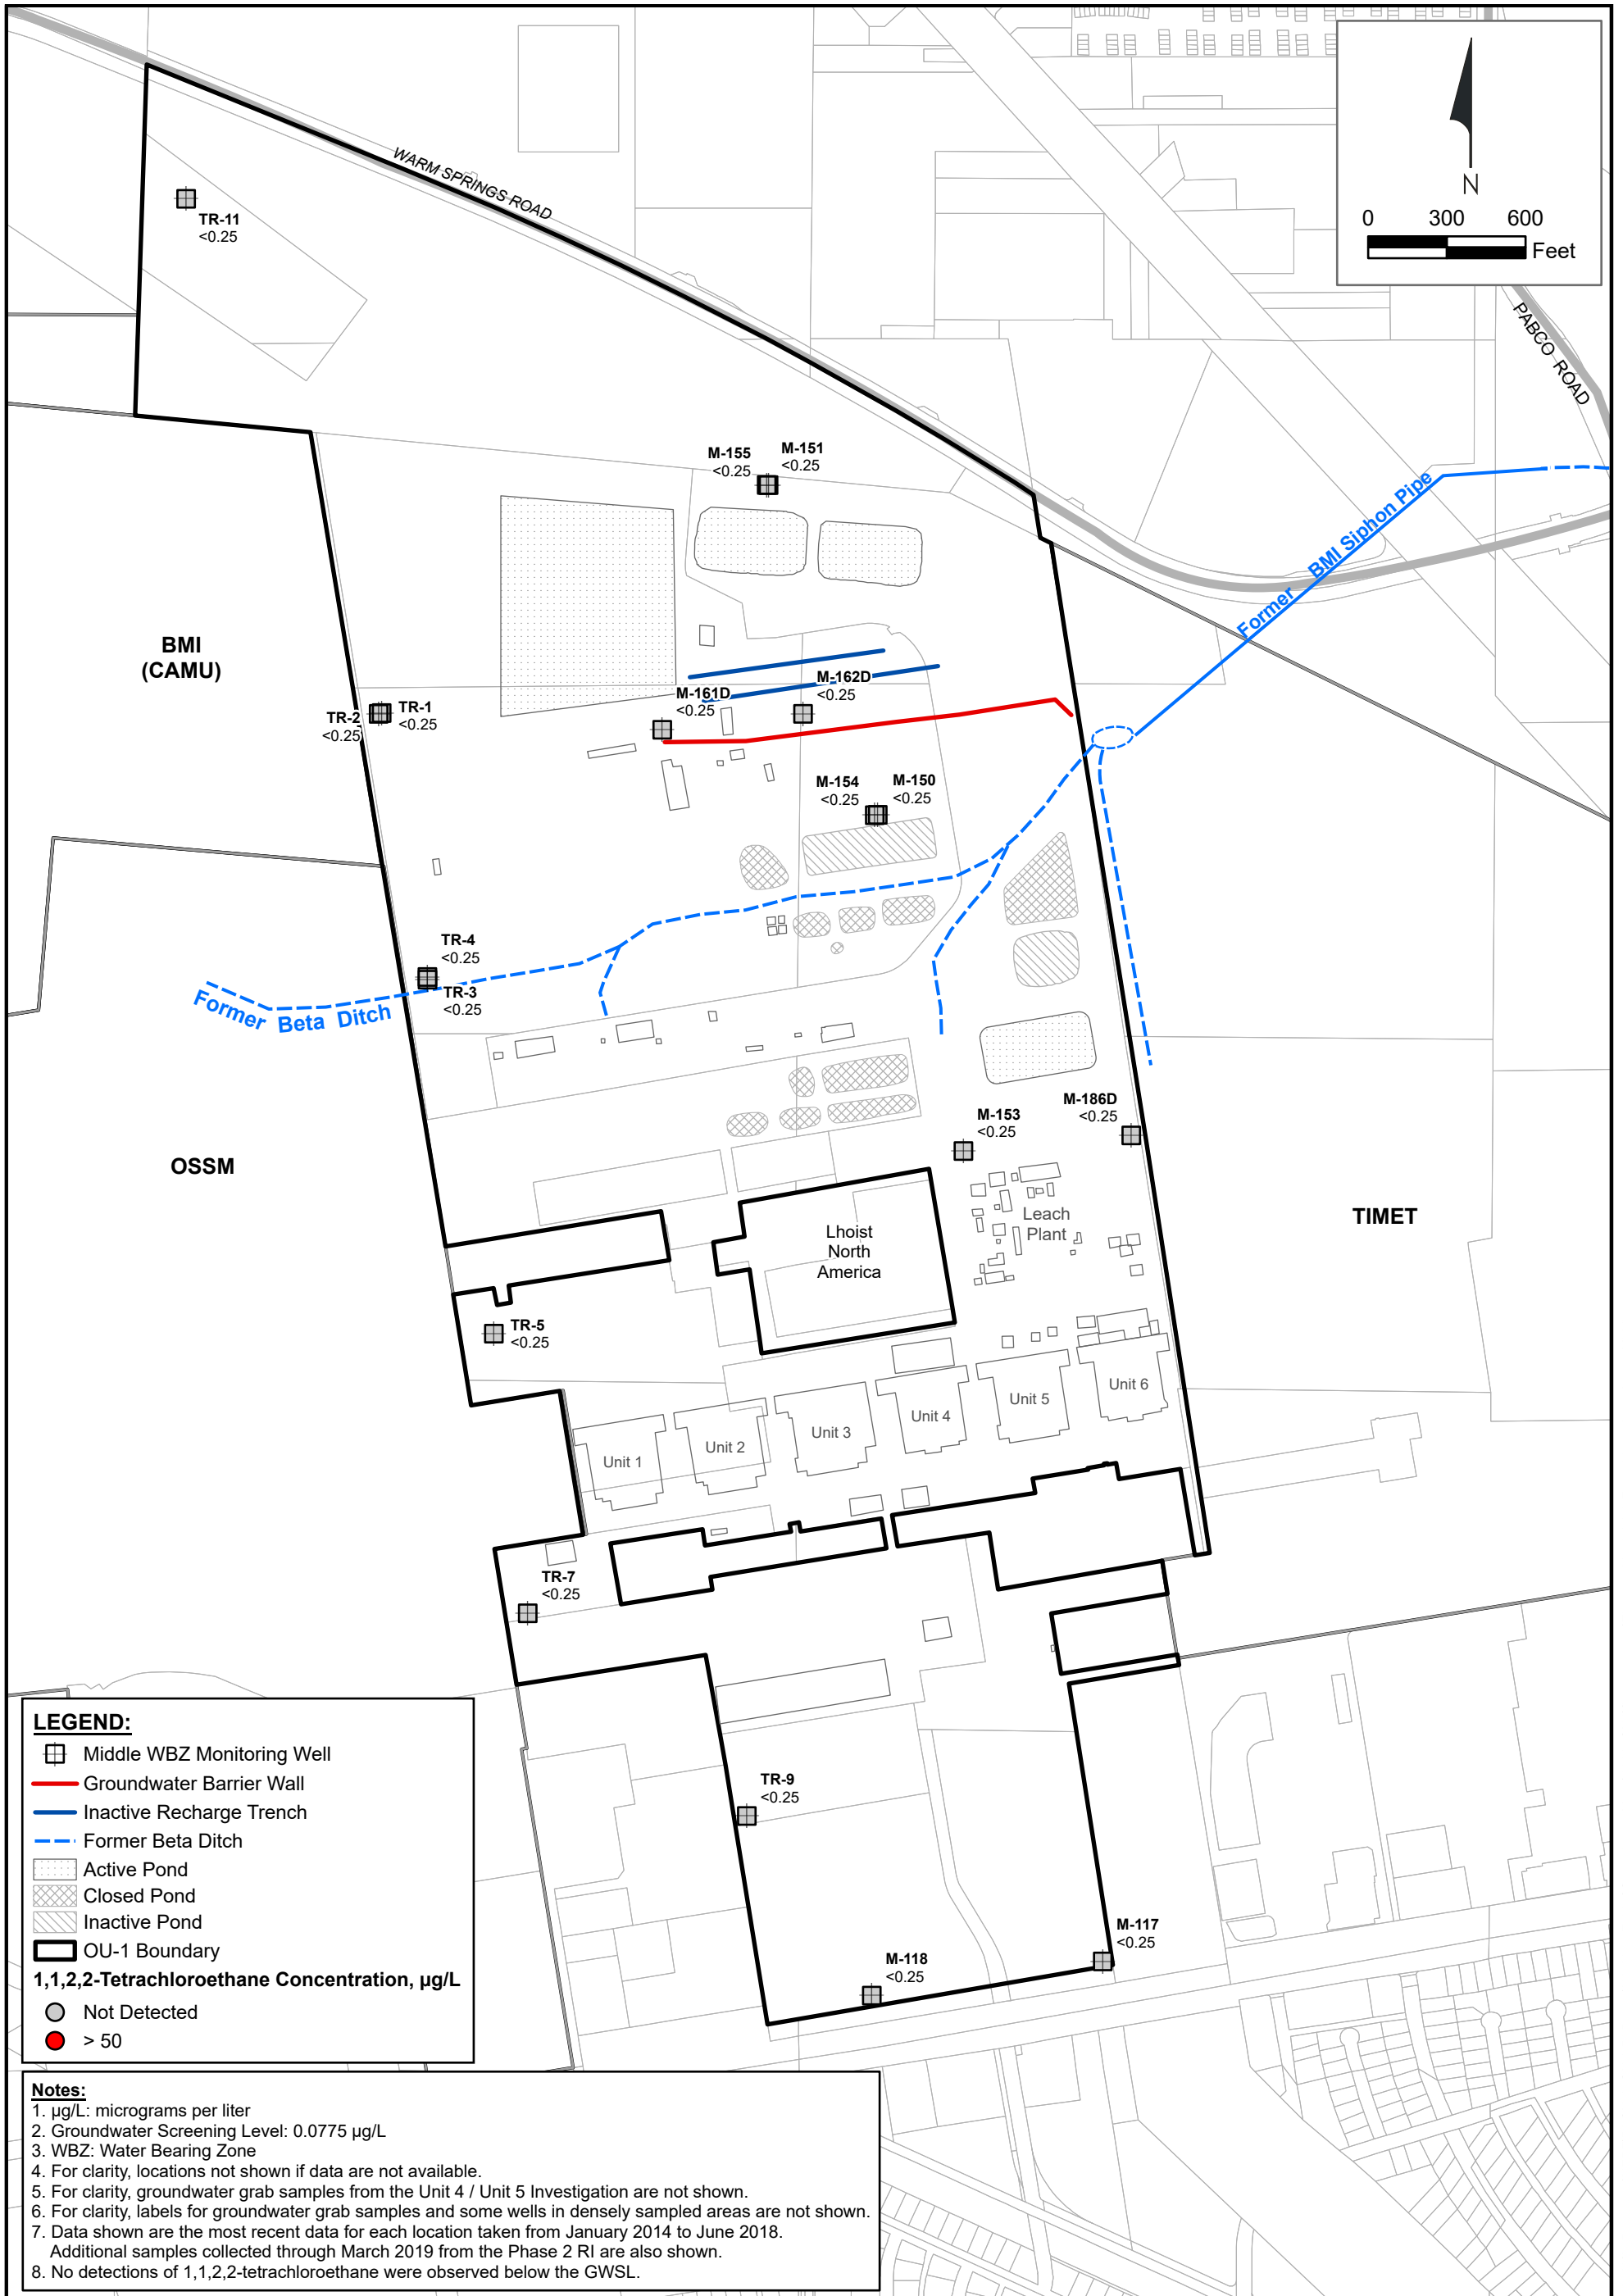 WARM SPRINGS ROAD
N
0 300 600
Feet
PABCO ROAD
TR-11
<0.25
M-155
<0.25
M-151
<0.25
Former BMI Siphon Pipe
BMI
(CAMU)
M-161D
<0.25
M-162D
<0.25
TR-2
<0.25
TR-1
<0.25
M-154
<0.25
M-150
<0.25
TR-4
<0.25
TR-3
<0.25
Former Beta Ditch
M-153
<0.25
M-186D
<0.25
OSSM
TIMET
Leach
Plant
Lhoist
North
America
TR-5
<0.25
Unit 1
Unit 2
Unit 3
Unit 4
Unit 5
Unit 6
TR-7
<0.25
TR-9
<0.25
M-118
<0.25
M-117
<0.25
LEGEND:
Middle WBZ Monitoring Well
Groundwater Barrier Wall
Inactive Recharge Trench
Former Beta Ditch
Active Pond
Closed Pond
Inactive Pond
OU-1 Boundary
1,1,2,2-Tetrachloroethane Concentration, µg/L
Not Detected
> 50
Notes:
1. µg/L: micrograms per liter
2. Groundwater Screening Level: 0.0775 µg/L
3. WBZ: Water Bearing Zone
4. For clarity, locations not shown if data are not available.
5. For clarity, groundwater grab samples from the Unit 4 / Unit 5 Investigation are not shown.
6. For clarity, labels for groundwater grab samples and some wells in densely sampled areas are not shown.
7. Data shown are the most recent data for each location taken from January 2014 to June 2018.
Additional samples collected through March 2019 from the Phase 2 RI are also shown.
8. No detections of 1,1,2,2-tetrachloroethane were observed below the GWSL.